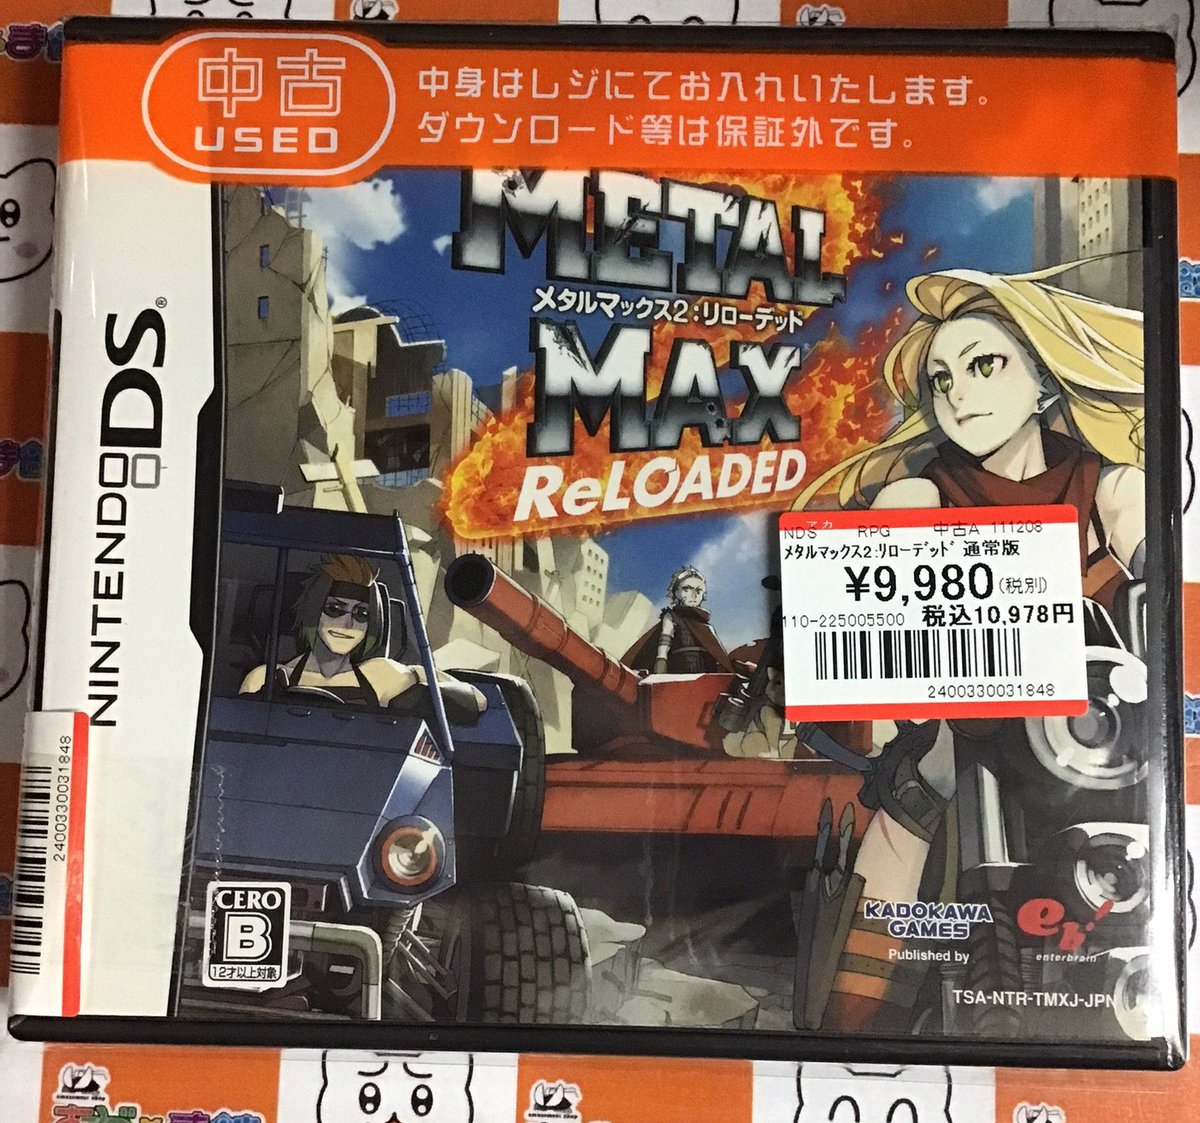 中古
USED
中身はレジにてお入れいたします。
ダウンロード等は保証外です。
NINTENDO DS
METAL
メタルマックス2:リローデッド
MAX
ReLOADED
NDS アカ RPG 中古A 111208
ﾒﾀﾙﾏｯｸｽ2:ﾘﾛｰﾃﾞｯﾄﾞ 通常版
¥9,980(税別)
110-225005500 税込10,978円
2400330031848
2400330031848
CERO
B
12才以上対象
KADOKAWA
GAMES
Published by
eb!
enterbrain
TSA-NTR-TMXJ-JPN